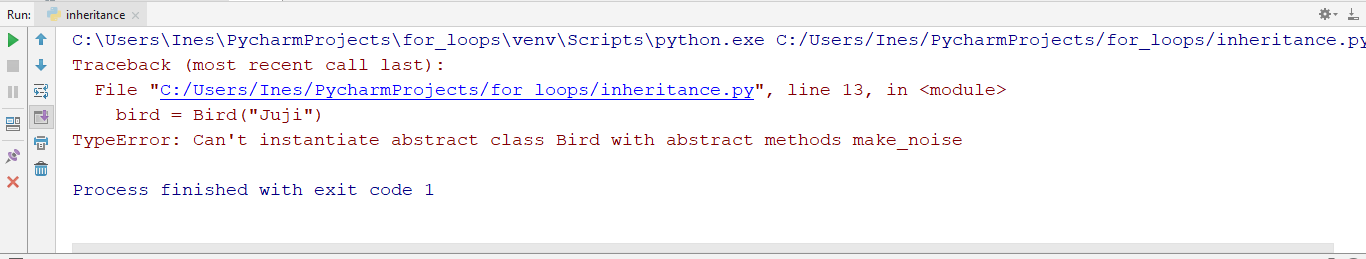 Run: inheritance
C:\Users\Ines\PycharmProjects\for_loops\venv\Scripts\python.exe C:/Users/Ines/PycharmProjects/for_loops/inheritance.py
Traceback (most recent call last):
File "C:/Users/Ines/PycharmProjects/for_loops/inheritance.py", line 13, in <module>
bird = Bird("Juji")
TypeError: Can't instantiate abstract class Bird with abstract methods make_noise
Process finished with exit code 1